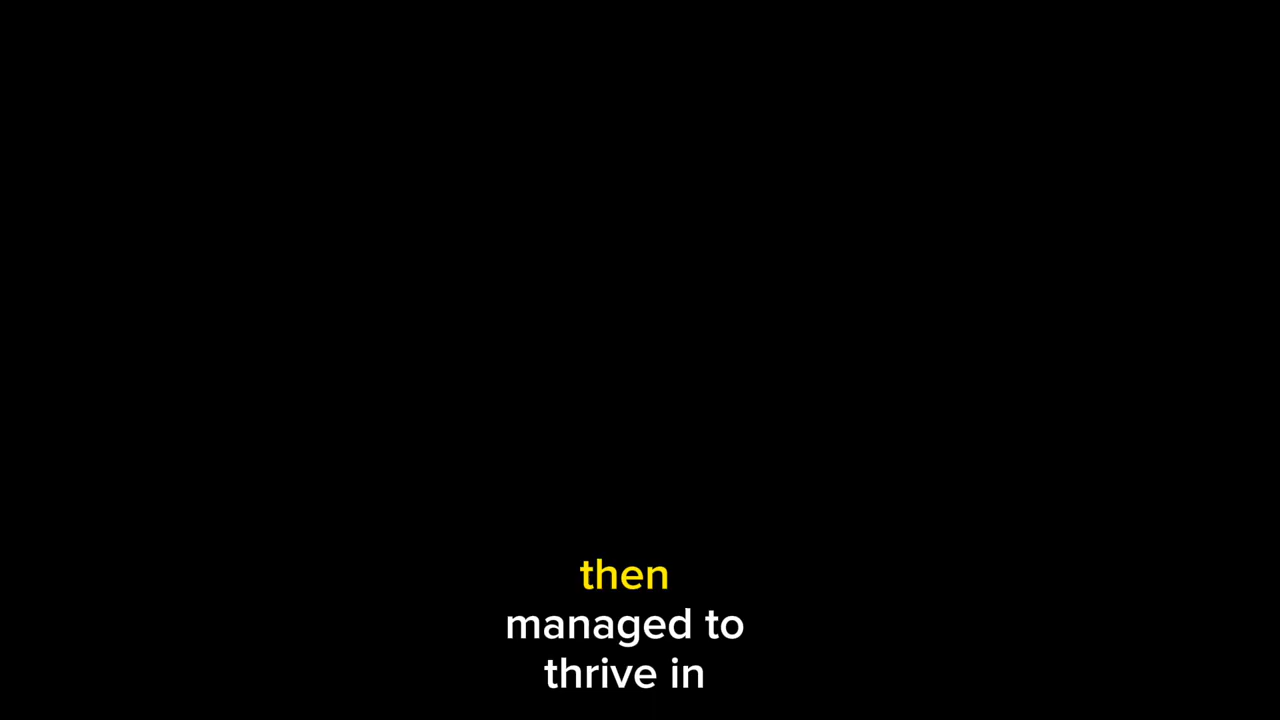 then
managed to
thrive in